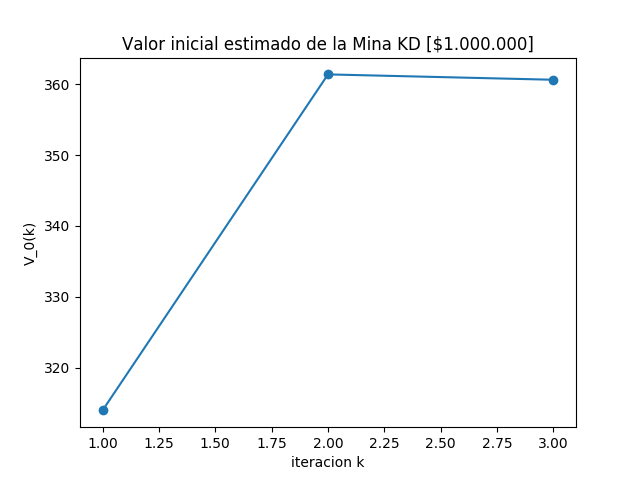 Valor inicial estimado de la Mina KD [$1.000.000]
360
350
340
330
320
V_0(k)
1.00 1.25 1.50 1.75 2.00 2.25 2.50 2.75 3.00
iteracion k